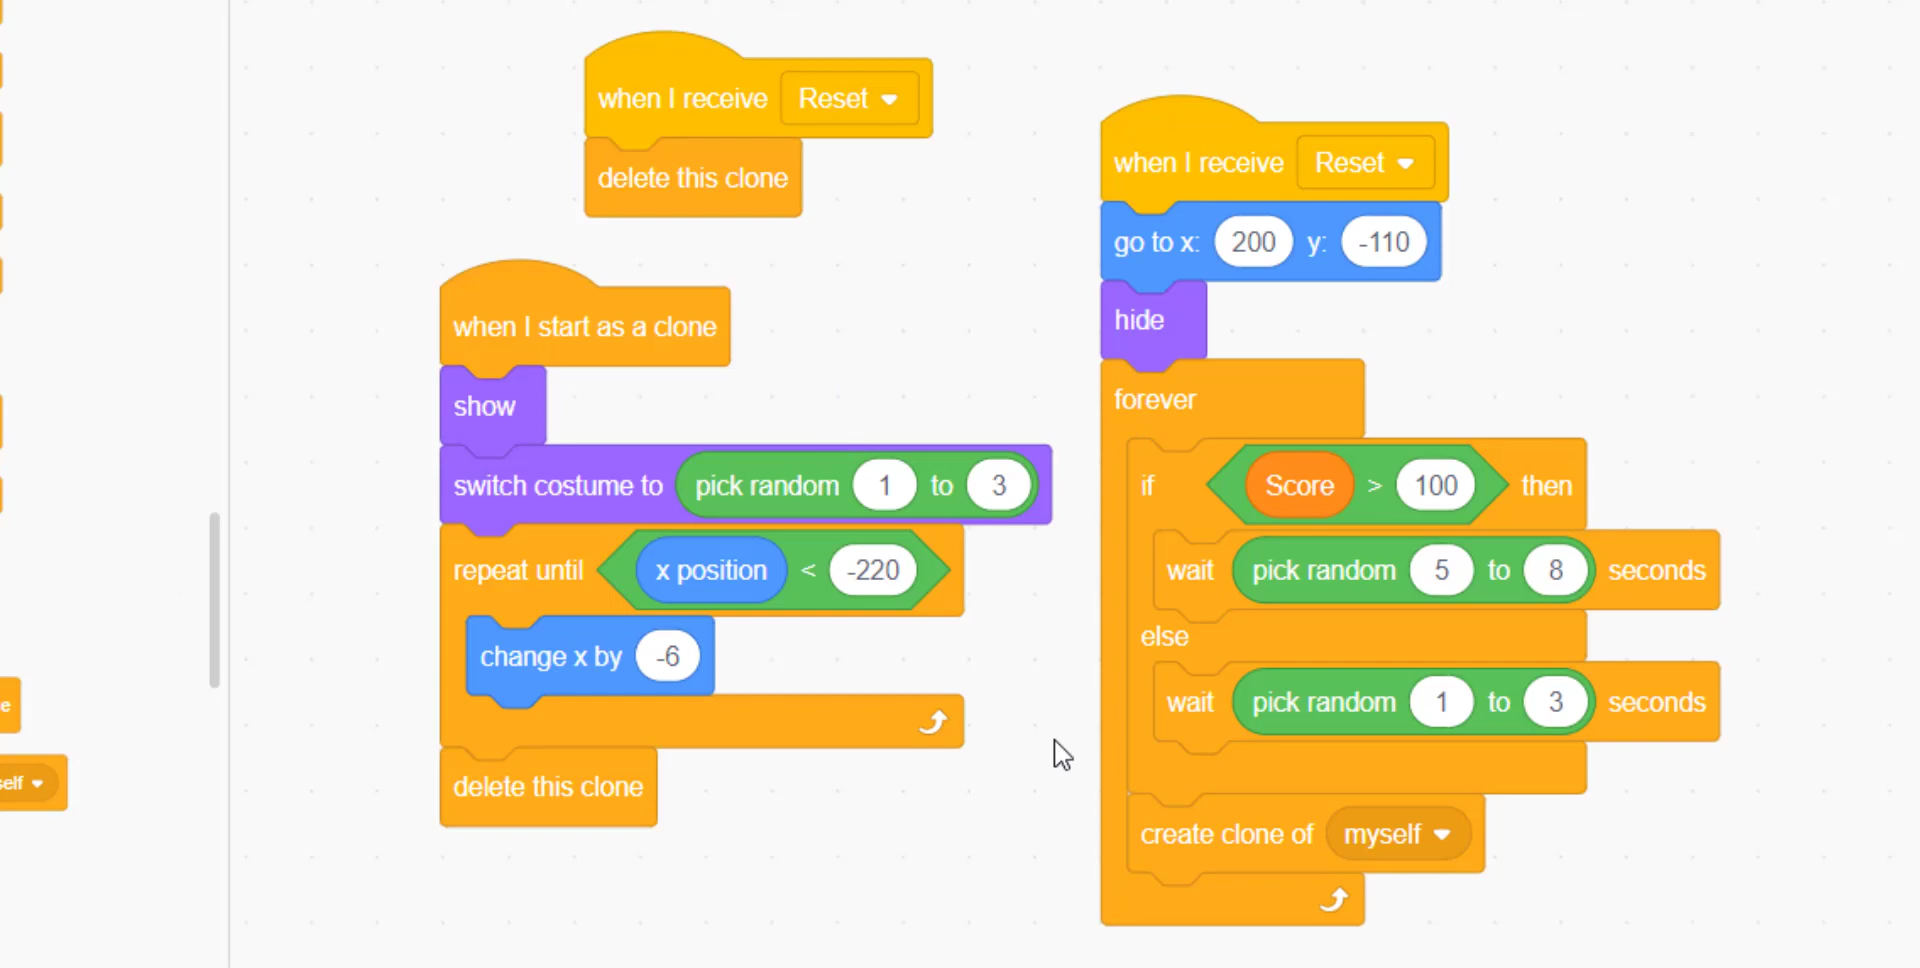 when I receive Reset
delete this clone
when I start as a clone
show
switch costume to pick random 1 to 3
repeat until x position < -220
change x by -6
delete this clone
when I receive Reset
go to x: 200 y: -110
hide
forever
if Score > 100 then
wait pick random 5 to 8 seconds
else
wait pick random 1 to 3 seconds
create clone of myself
e
self